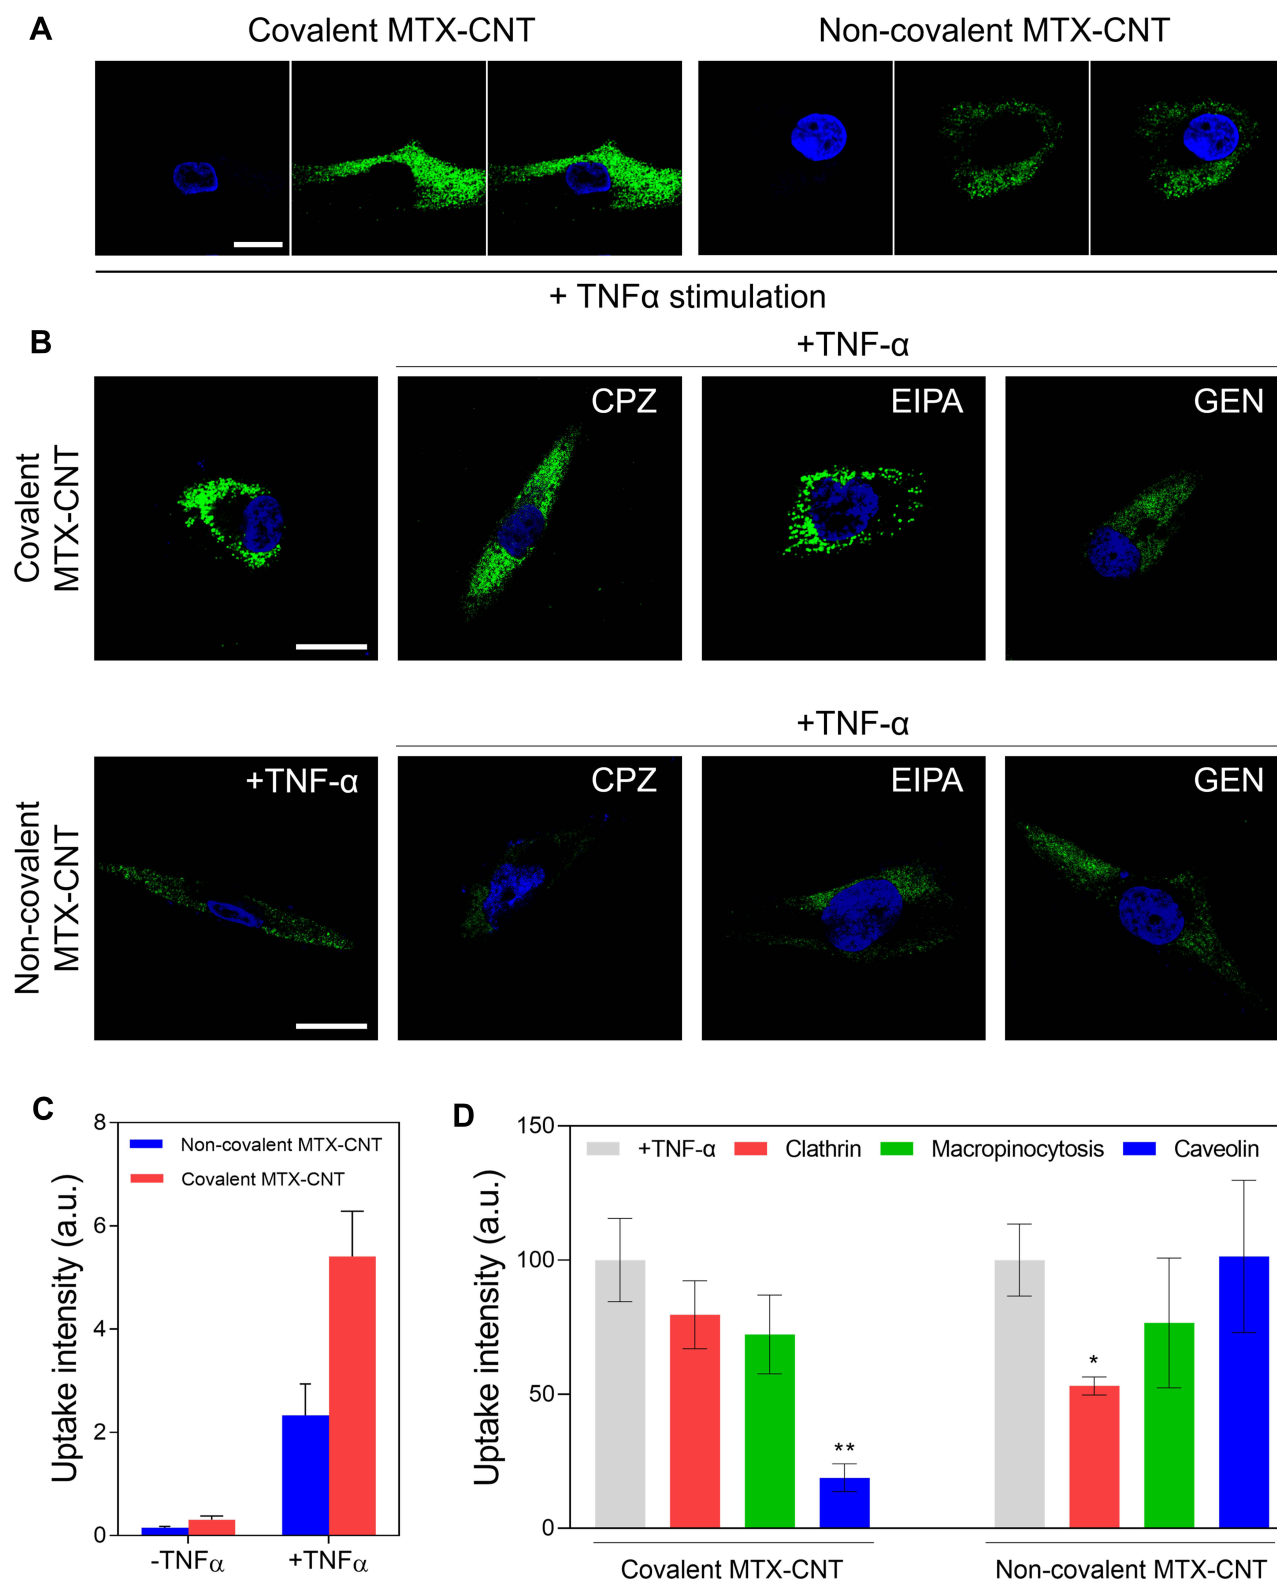 A
Covalent MTX-CNT
Non-covalent MTX-CNT
+ TNFα stimulation
B
+TNF-α
Covalent
MTX-CNT
CPZ
EIPA
GEN
+TNF-α
Non-covalent
MTX-CNT
+TNF-α
CPZ
EIPA
GEN
C
Uptake intensity (a.u.)
8
6
4
2
0
Non-covalent MTX-CNT
Covalent MTX-CNT
-TNFα
+TNFα
D
Uptake intensity (a.u.)
150
100
50
0
+TNF-α
Clathrin
Macropinocytosis
Caveolin
**
*
Covalent MTX-CNT
Non-covalent MTX-CNT